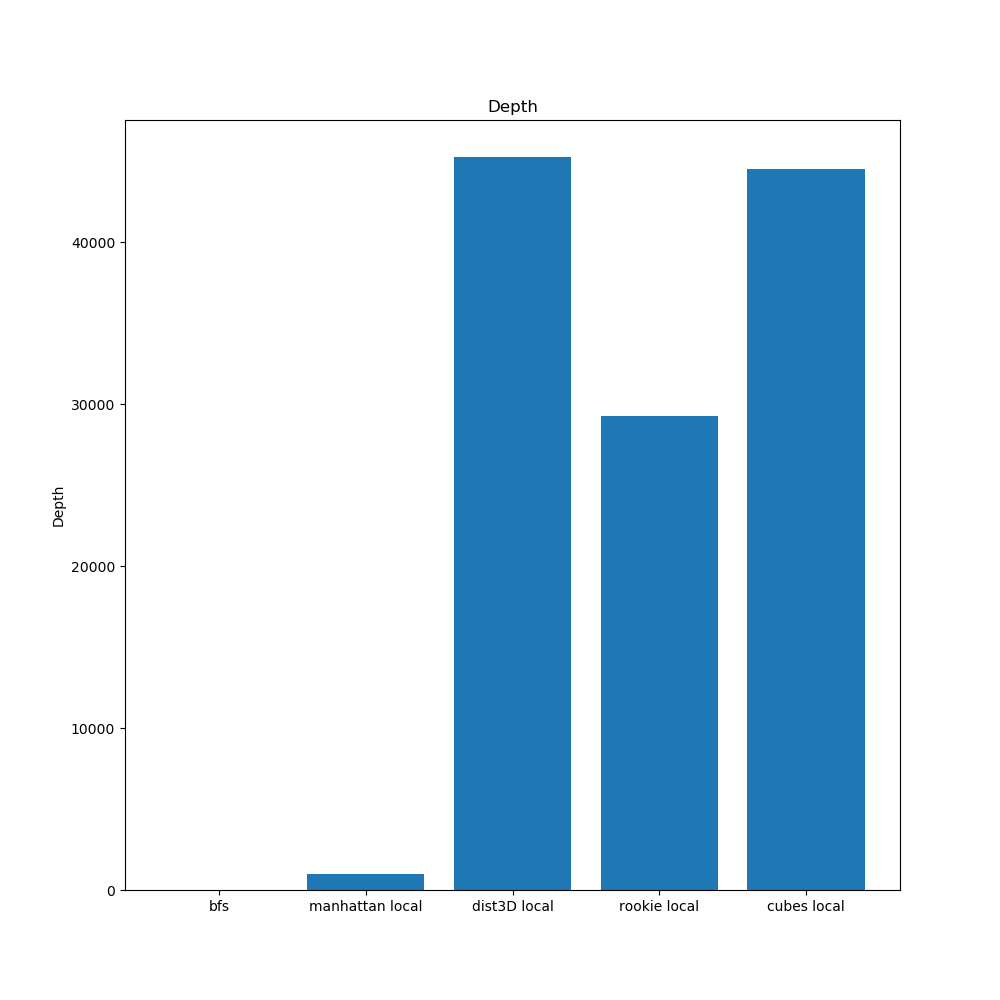 Depth
40000
30000
20000
10000
0
Depth
bfs
manhattan local
dist3D local
rookie local
cubes local